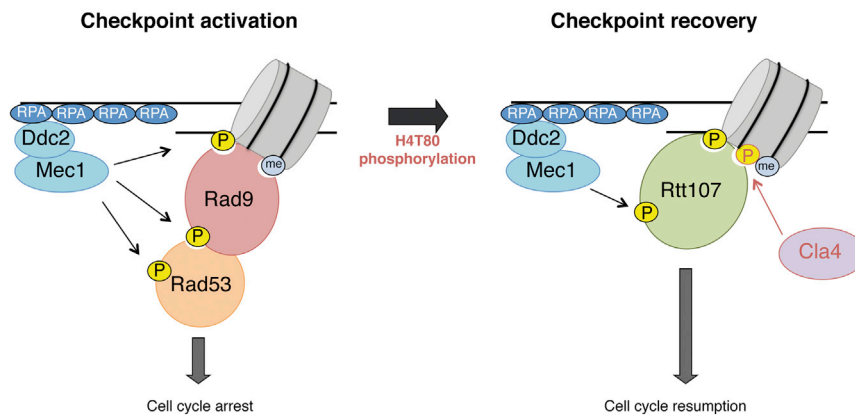 Checkpoint activation
RPA RPA RPA RPA
Ddc2
Mec1
P
me
Rad9
P
P
Rad53
Cell cycle arrest
H4T80
phosphorylation
Checkpoint recovery
RPA RPA RPA RPA
Ddc2
Mec1
P
P
me
Rtt107
P
Cla4
Cell cycle resumption